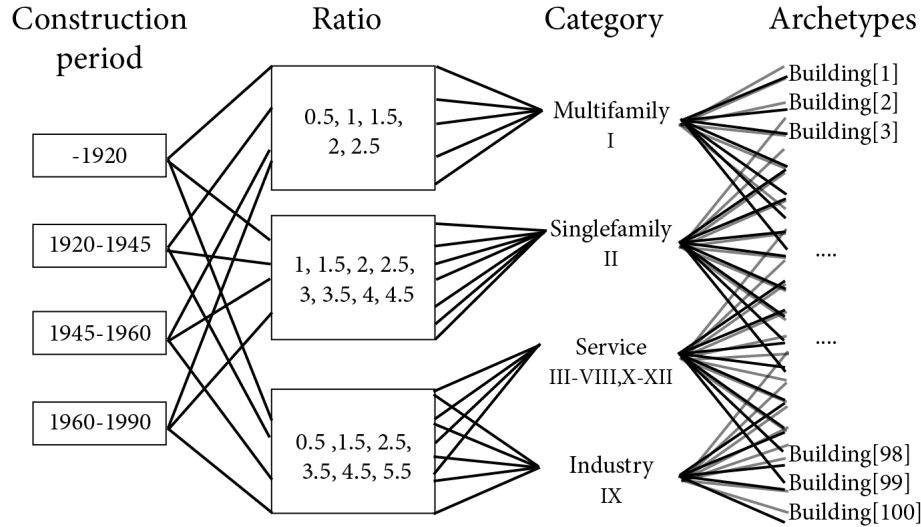 Construction
period
Ratio
Category
Archetypes
-1920
1920-1945
1945-1960
1960-1990
0.5, 1, 1.5,
2, 2.5
1, 1.5, 2, 2.5,
3, 3.5, 4, 4.5
0.5 ,1.5, 2.5,
3.5, 4.5, 5.5
Multifamily
I
Singlefamily
II
Service
III-VIII,X-XII
Industry
IX
Building[1]
Building[2]
Building[3]
....
....
Building[98]
Building[99]
Building[100]